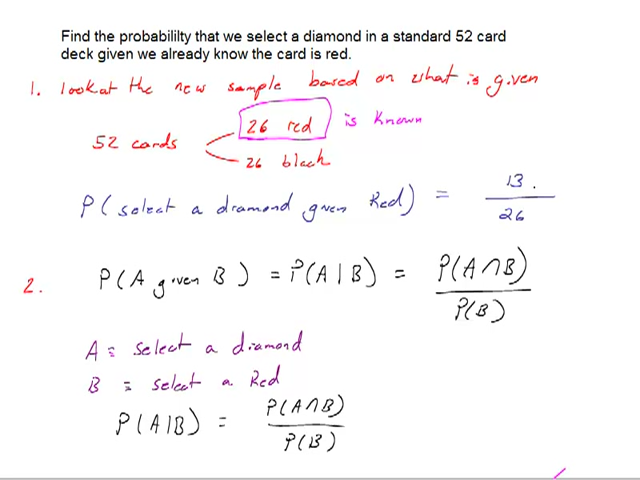 Find the probabililty that we select a diamond in a standard 52 card
deck given we already know the card is red.
1. look at the new sample based on what is given
52 cards < 26 red is known
26 black
P(select a diamond given Red) = 13/26
2. P(A given B) = P(A|B) = P(A∩B)/P(B)
A = select a diamond
B = select a Red
P(A|B) = P(A∩B)/P(B)